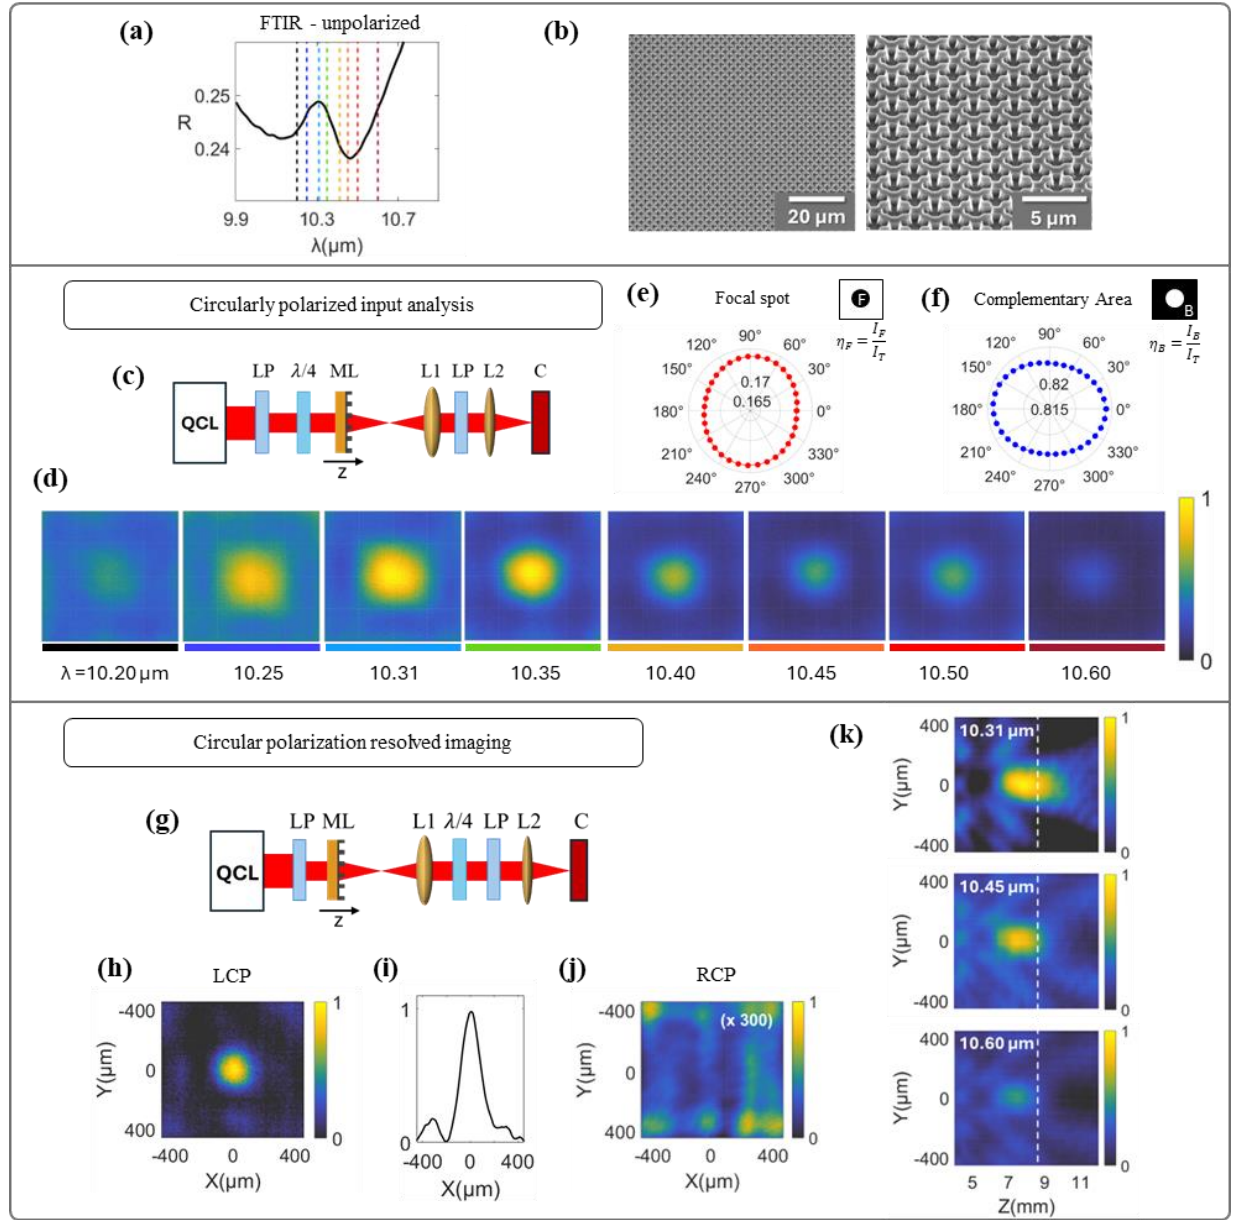 (a)
FTIR - unpolarized
0.25
R
0.24
9.9
10.3
10.7
λ(µm)
(b)
20 µm
5 µm
Circularly polarized input analysis
(c)
LP λ/4 ML L1 LP L2 C
QCL
z
(e)
Focal spot
F
η_F = I_F / I_T
90°
120° 60°
150° 30°
0.17
0.165
180° 0°
210° 330°
240° 300°
270°
(f)
Complementary Area
B
η_B = I_B / I_T
90°
120° 60°
150° 30°
0.82
0.815
180° 0°
210° 330°
240° 300°
270°
(d)
1
0
λ =10.20 µm 10.25 10.31 10.35 10.40 10.45 10.50 10.60
Circular polarization resolved imaging
(g)
LP ML L1 λ/4 LP L2 C
QCL
z
(h)
LCP
-400
0
400
Y(µm)
-400 0 400
X(µm)
1
0
(i)
1
0
-400 0 400
X(µm)
(j)
RCP
(x 300)
-400
0
400
Y(µm)
-400 0 400
X(µm)
1
0
(k)
10.31 µm
400
0
-400
Y(µm)
1
0
10.45 µm
400
0
-400
Y(µm)
1
0
10.60 µm
400
0
-400
Y(µm)
1
0
5 7 9 11
Z(mm)